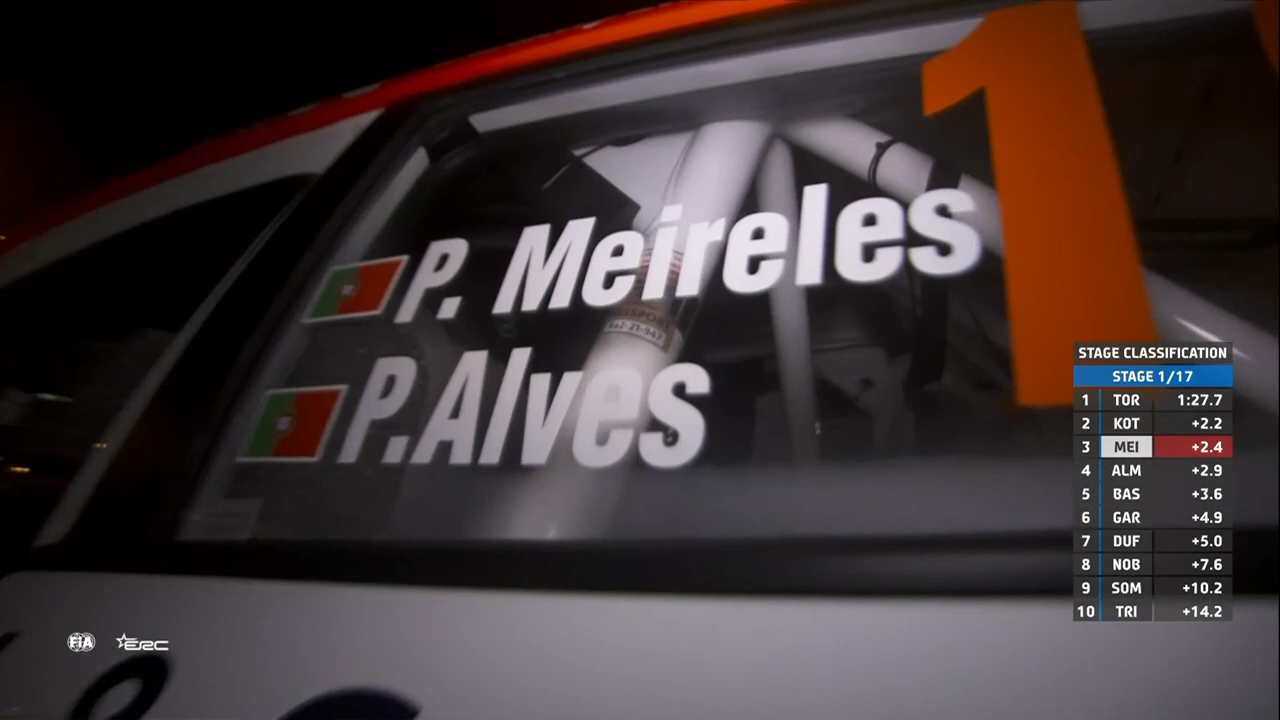 1
P. Meireles
P.Alves
STAGE CLASSIFICATION
STAGE 1/17
1 TOR 1:27.7
2 KOT +2.2
3 MEI +2.4
4 ALM +2.9
5 BAS +3.6
6 GAR +4.9
7 DUF +5.0
8 NOB +7.6
9 SOM +10.2
10 TRI +14.2
FIA ERC